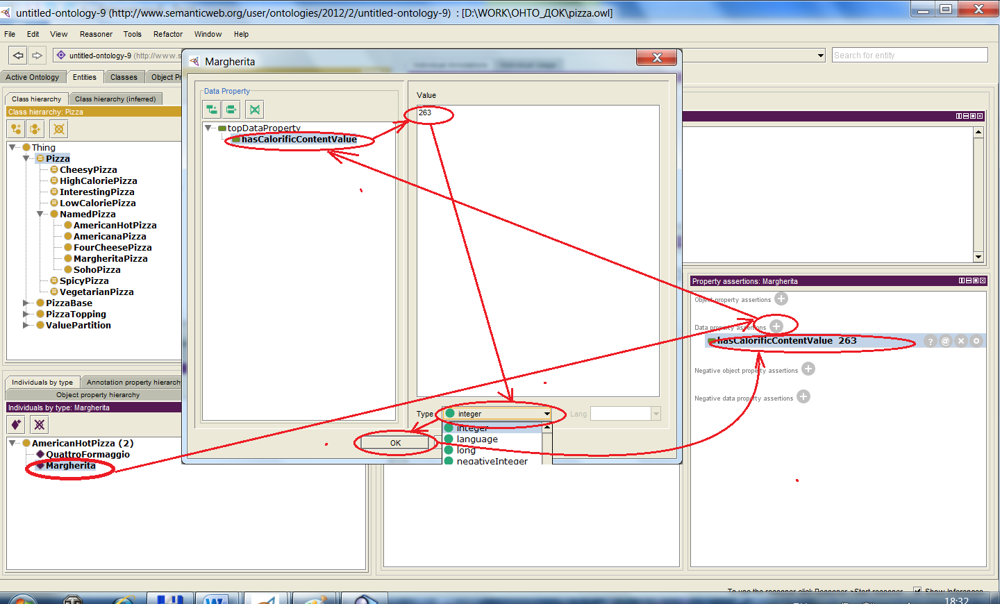 untitled-ontology-9 (http://www.semanticweb.org/user/ontologies/2012/2/untitled-ontology-9) : [D:\WORK\ОНТО_ДОК\pizza.owl]
File Edit View Reasoner Tools Refactor Window Help
untitled-ontology-9 (http://www.s
Search for entity
Active Ontology Entities Classes Object Pr
Class hierarchy Class hierarchy (inferred)
Class hierarchy: Pizza
Thing
Pizza
CheesyPizza
HighCaloriePizza
InterestingPizza
LowCaloriePizza
NamedPizza
AmericanHotPizza
AmericanaPizza
FourCheesePizza
MargheritaPizza
SohoPizza
SpicyPizza
VegetarianPizza
PizzaBase
PizzaTopping
ValuePartition
Individuals by type Annotation property hierarchy
Object property hierarchy
Individuals by type: Margherita
AmericanHotPizza (2)
QuattroFormaggio
Margherita
Margherita
Data Property
topDataProperty
hasCalorificContentValue
Value
263
Type integer
Lang
integer
language
long
negativeInteger
OK
Property assertions: Margherita
Object property assertions
Data property assertions
hasCalorificContentValue 263
Negative object property assertions
Negative data property assertions
To use the reasoner click Reasoner->Start reasoner Show Inferences
18:32